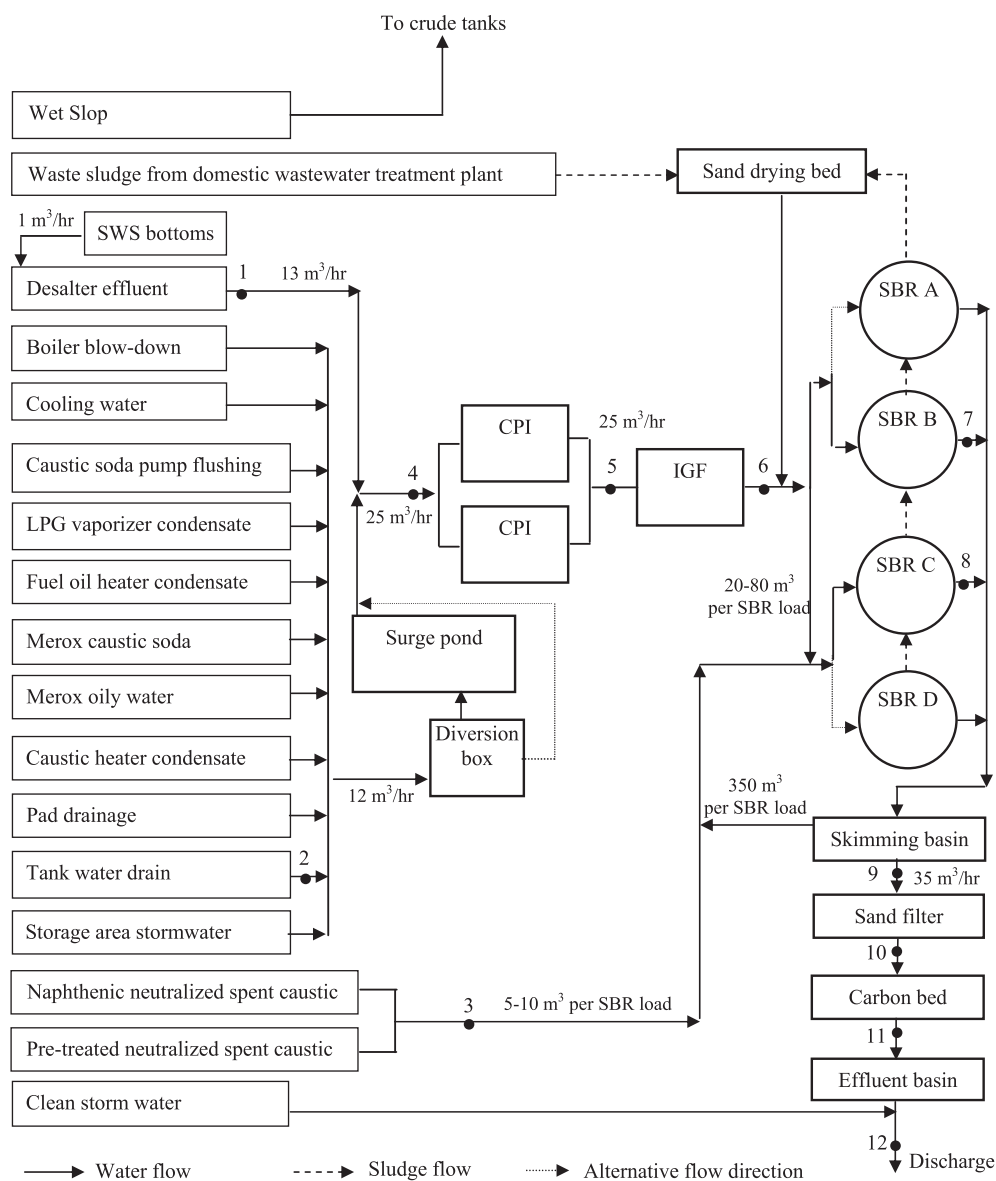 To crude tanks
Wet Slop
Waste sludge from domestic wastewater treatment plant
Sand drying bed
1 m³/hr
SWS bottoms
Desalter effluent
1
13 m³/hr
SBR A
Boiler blow-down
Cooling water
CPI
25 m³/hr
SBR B
7
Caustic soda pump flushing
4
5
IGF
6
25 m³/hr
LPG vaporizer condensate
CPI
Fuel oil heater condensate
20-80 m³
per SBR load
SBR C
8
Merox caustic soda
Surge pond
Merox oily water
SBR D
Diversion
box
Caustic heater condensate
12 m³/hr
350 m³
per SBR load
Pad drainage
Skimming basin
Tank water drain
2
9
35 m³/hr
Sand filter
Storage area stormwater
10
Naphthenic neutralized spent caustic
3
5-10 m³ per SBR load
Carbon bed
11
Pre-treated neutralized spent caustic
Effluent basin
Clean storm water
12
Discharge
Water flow
Sludge flow
Alternative flow direction